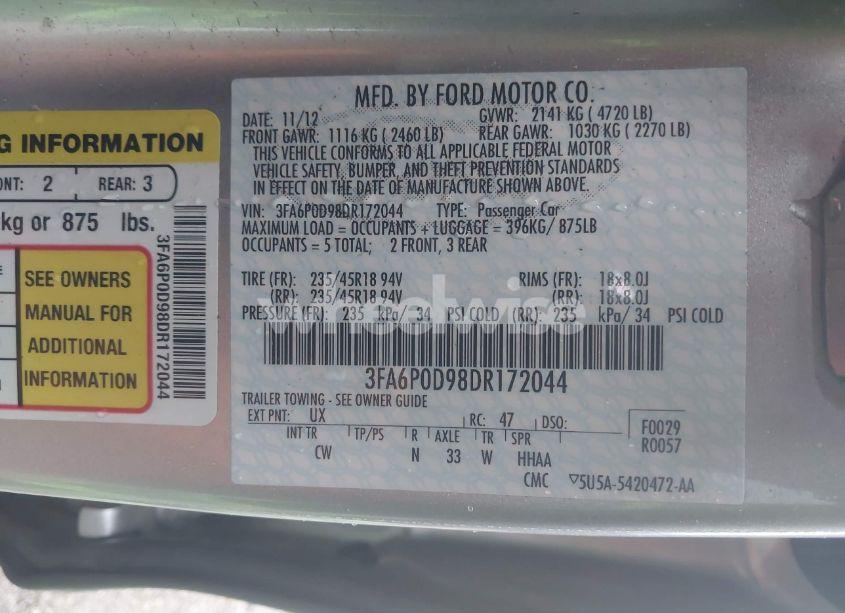 G INFORMATION
ONT: 2 REAR: 3
kg or 875 lbs.
SEE OWNERS
MANUAL FOR
ADDITIONAL
INFORMATION
3FA6P0D98DR172044
MFD. BY FORD MOTOR CO.
DATE: 11/12 GVWR: 2141 KG ( 4720 LB)
FRONT GAWR: 1116 KG ( 2460 LB) REAR GAWR: 1030 KG ( 2270 LB)
THIS VEHICLE CONFORMS TO ALL APPLICABLE FEDERAL MOTOR
VEHICLE SAFETY, BUMPER, AND THEFT PREVENTION STANDARDS
IN EFFECT ON THE DATE OF MANUFACTURE SHOWN ABOVE.
VIN: 3FA6P0D98DR172044 TYPE: Passenger Car
MAXIMUM LOAD = OCCUPANTS + LUGGAGE = 396KG/ 875LB
OCCUPANTS = 5 TOTAL; 2 FRONT, 3 REAR
TIRE (FR): 235/45R18 94V RIMS (FR): 18x8.0J
(RR): 235/45R18 94V (RR): 18x8.0J
wheelwise
PRESSURE (FR): 235 kPa/ 34 PSI COLD (RR): 235 kPa/ 34 PSI COLD
3FA6P0D98DR172044
TRAILER TOWING - SEE OWNER GUIDE
EXT PNT: UX RC: 47 DSO: F0029
R0057
INT TR TP/PS R AXLE TR SPR
CW N 33 W HHAA
CMC ▽5U5A-5420472-AA